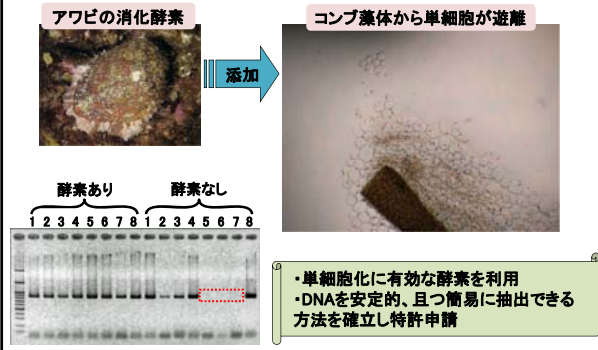 アワビの消化酵素
添加
コンブ藻体から単細胞が遊離
酵素あり 酵素なし
1 2 3 4 5 6 7 8 1 2 3 4 5 6 7 8
・単細胞化に有効な酵素を利用
・DNAを安定的、且つ簡易に抽出できる
方法を確立し特許申請